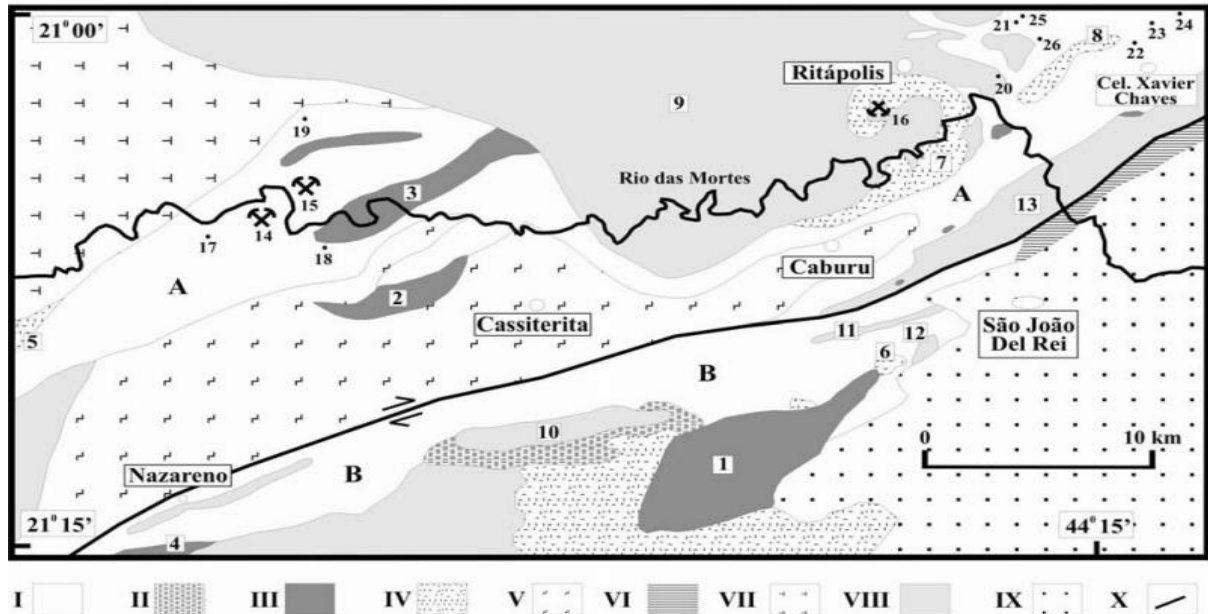 21° 00'
21
25
24
23
8
26
22
Ritápolis
20
Cel. Xavier
Chaves
9
16
19
7
Rio das Mortes
15
3
A
13
14
17
18
A
Caburu
2
Cassiterita
11
12
São João
Del Rei
5
6
B
0
10 km
10
1
Nazareno
B
21° 15'
44° 15'
4
I II III IV V VI VII VIII IX X